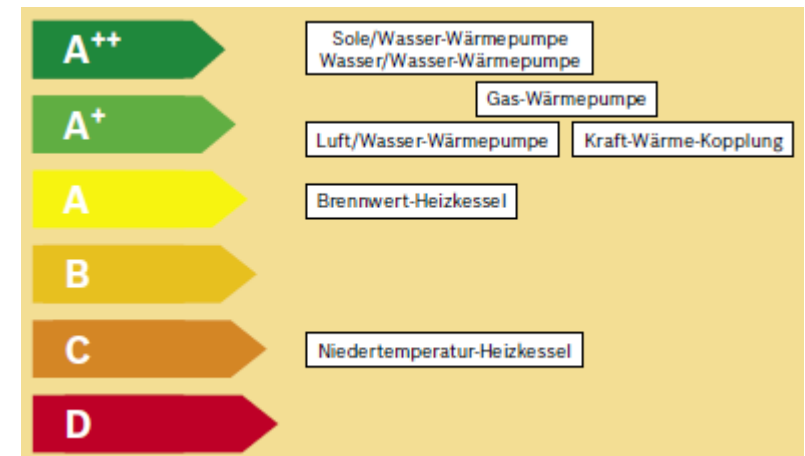 A++
Sole/Wasser-Wärmepumpe
Wasser/Wasser-Wärmepumpe
Gas-Wärmepumpe
A+
Luft/Wasser-Wärmepumpe
Kraft-Wärme-Kopplung
A
Brennwert-Heizkessel
B
C
Niedertemperatur-Heizkessel
D